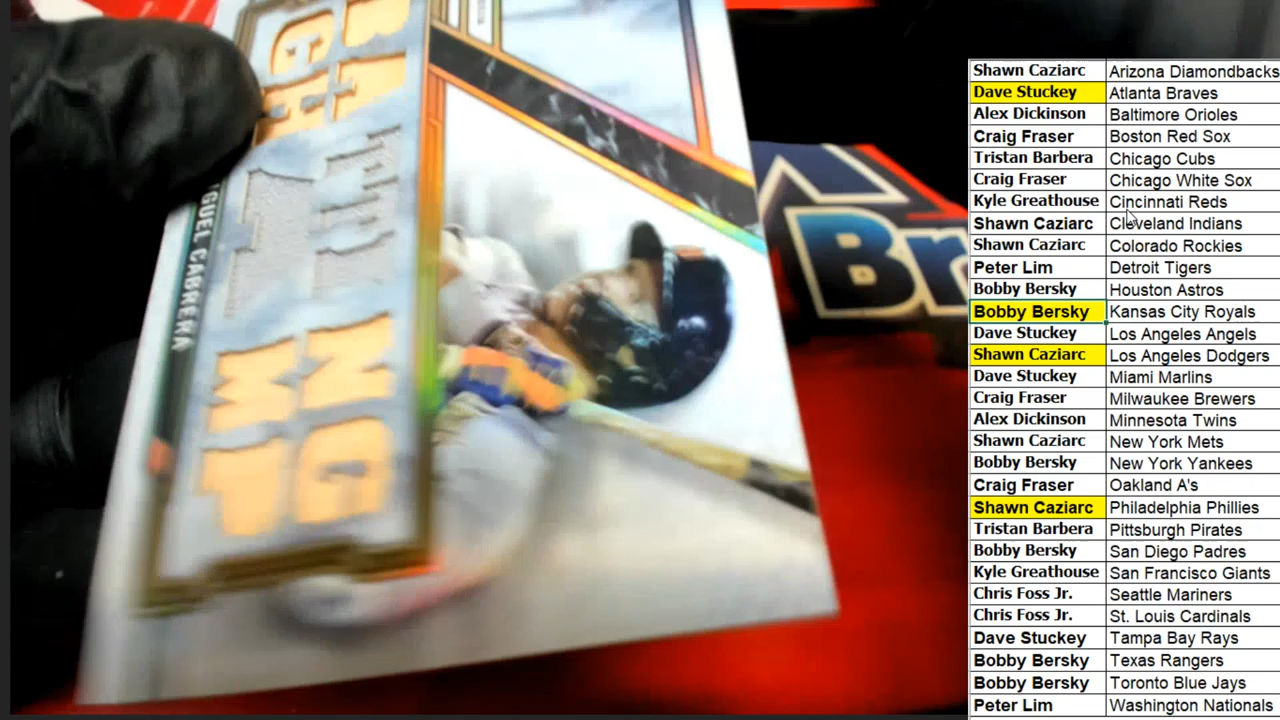 BATTING
CHAMP
GUEL CABRERA
Br
Shawn Caziarc Arizona Diamondbacks
Dave Stuckey Atlanta Braves
Alex Dickinson Baltimore Orioles
Craig Fraser Boston Red Sox
Tristan Barbera Chicago Cubs
Craig Fraser Chicago White Sox
Kyle Greathouse Cincinnati Reds
Shawn Caziarc Cleveland Indians
Shawn Caziarc Colorado Rockies
Peter Lim Detroit Tigers
Bobby Bersky Houston Astros
Bobby Bersky Kansas City Royals
Dave Stuckey Los Angeles Angels
Shawn Caziarc Los Angeles Dodgers
Dave Stuckey Miami Marlins
Craig Fraser Milwaukee Brewers
Alex Dickinson Minnesota Twins
Shawn Caziarc New York Mets
Bobby Bersky New York Yankees
Craig Fraser Oakland A's
Shawn Caziarc Philadelphia Phillies
Tristan Barbera Pittsburgh Pirates
Bobby Bersky San Diego Padres
Kyle Greathouse San Francisco Giants
Chris Foss Jr. Seattle Mariners
Chris Foss Jr. St. Louis Cardinals
Dave Stuckey Tampa Bay Rays
Bobby Bersky Texas Rangers
Bobby Bersky Toronto Blue Jays
Peter Lim Washington Nationals